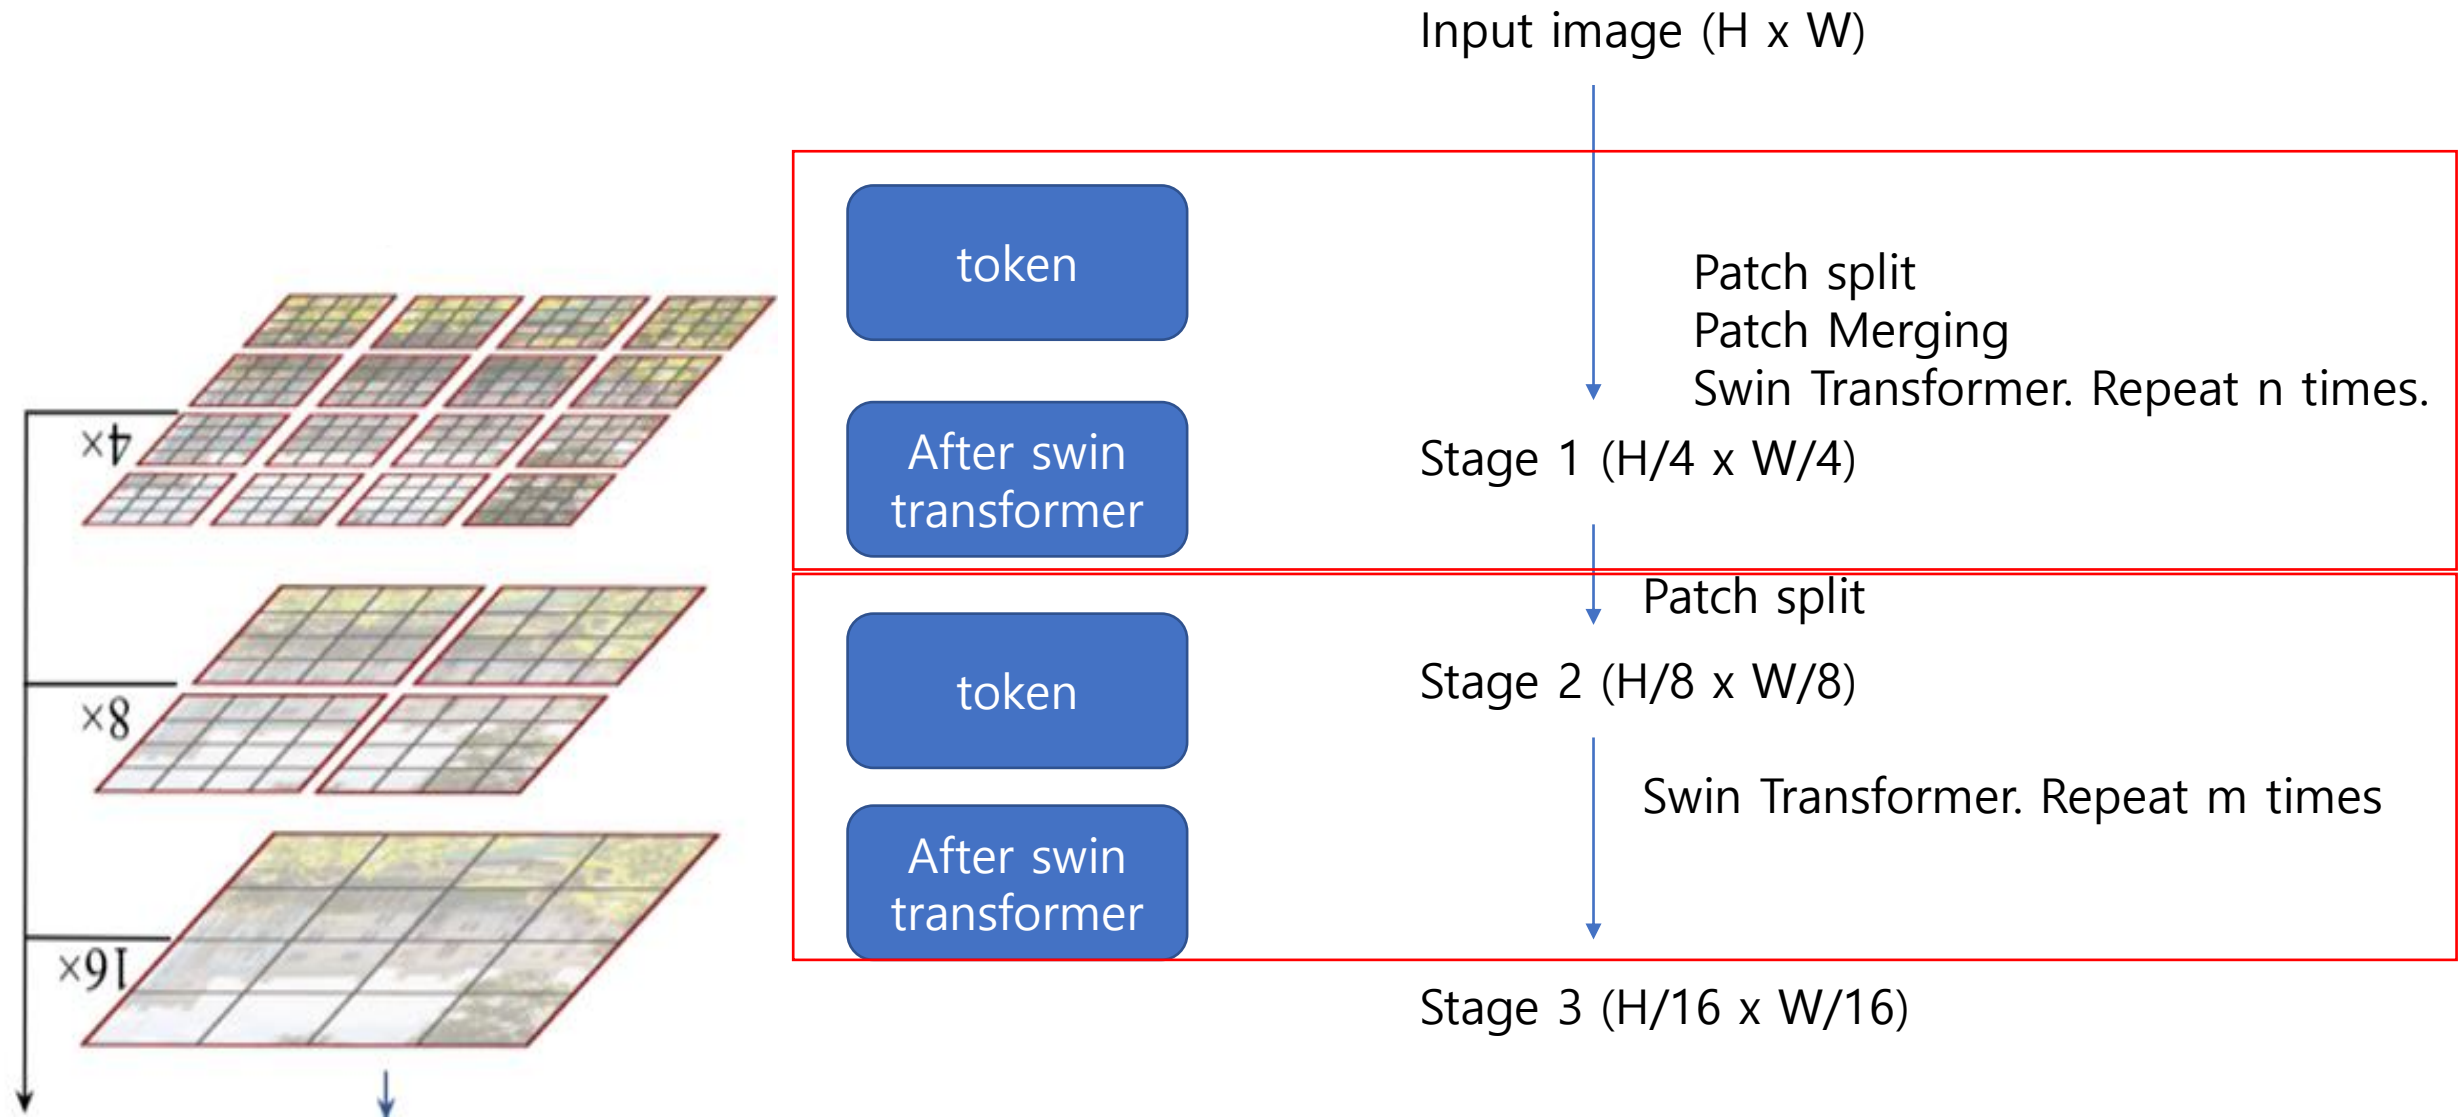 Input image (H x W)
token
Patch split
Patch Merging
Swin Transformer. Repeat n times.
4×
After swin
transformer
Stage 1 (H/4 x W/4)
Patch split
token
Stage 2 (H/8 x W/8)
8×
Swin Transformer. Repeat m times
After swin
transformer
16×
Stage 3 (H/16 x W/16)